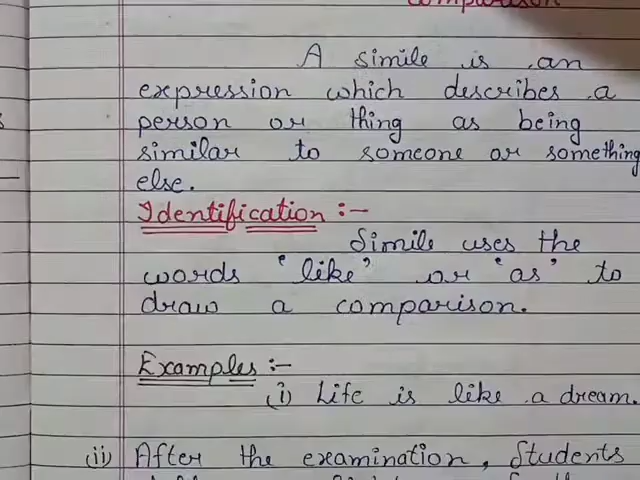 comparison
A simile is an
expression which describes a
person or thing as being
similar to someone or something
else.
Identification :-
Simile uses the
words 'like' or 'as' to
draw a comparison.
Examples :-
(i) Life is like a dream.
(ii) After the examination, Students